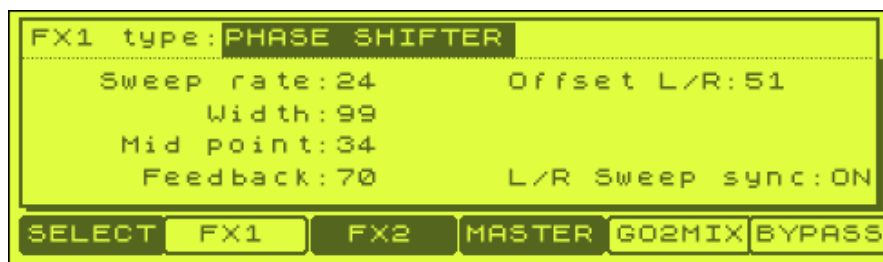 FX1 type:PHASE SHIFTER
Sweep rate:24 Offset L/R:51
Width:99
Mid point:34
Feedback:70 L/R Sweep sync:ON
SELECT FX1 FX2 MASTER GO2MIX BYPASS